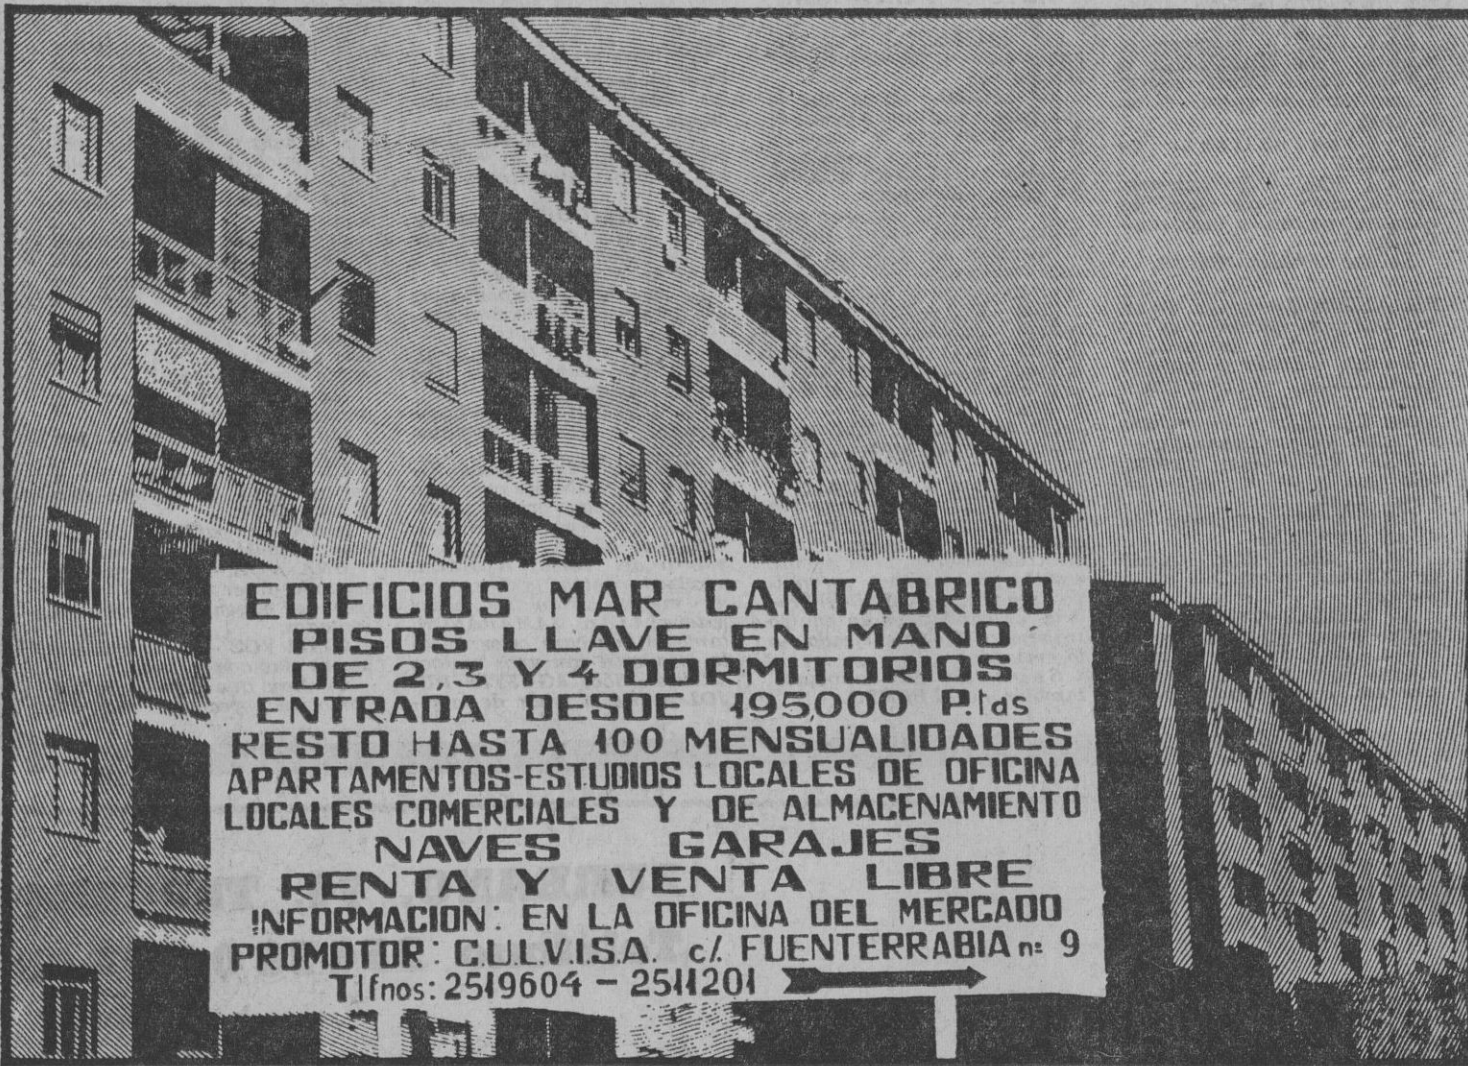 EDIFICIOS MAR CANTABRICO
PISOS LLAVE EN MANO
DE 2,3 Y 4 DORMITORIOS
ENTRADA DESDE 195,000 P.tas
RESTO HASTA 100 MENSUALIDADES
APARTAMENTOS-ESTUDIOS LOCALES DE OFICINA
LOCALES COMERCIALES Y DE ALMACENAMIENTO
NAVES GARAJES
RENTA Y VENTA LIBRE
INFORMACION: EN LA OFICINA DEL MERCADO
PROMOTOR: C.U.L.V.I.S.A. c/. FUENTERRABIA nº 9
Tlfnos: 2519604 - 2511201